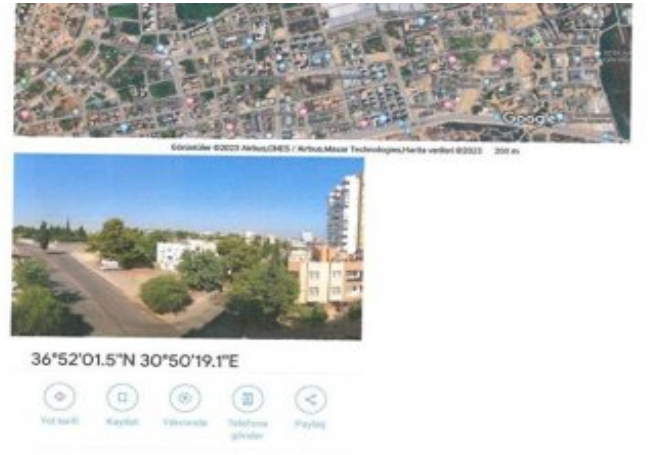 Google
Görüntüler ©2023 Airbus,CNES / Airbus,Maxar Technologies,Harita verileri ©2023 200 m
36°52'01.5"N 30°50'19.1"E
Yol tarifi Kaydet Yakınında Telefona gönder Paylaş